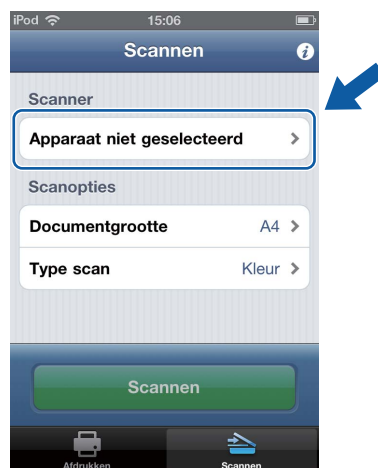 iPod 15:06
Scannen
Scanner
Apparaat niet geselecteerd
Scanopties
Documentgrootte A4
Type scan Kleur
Scannen
Afdrukken Scannen